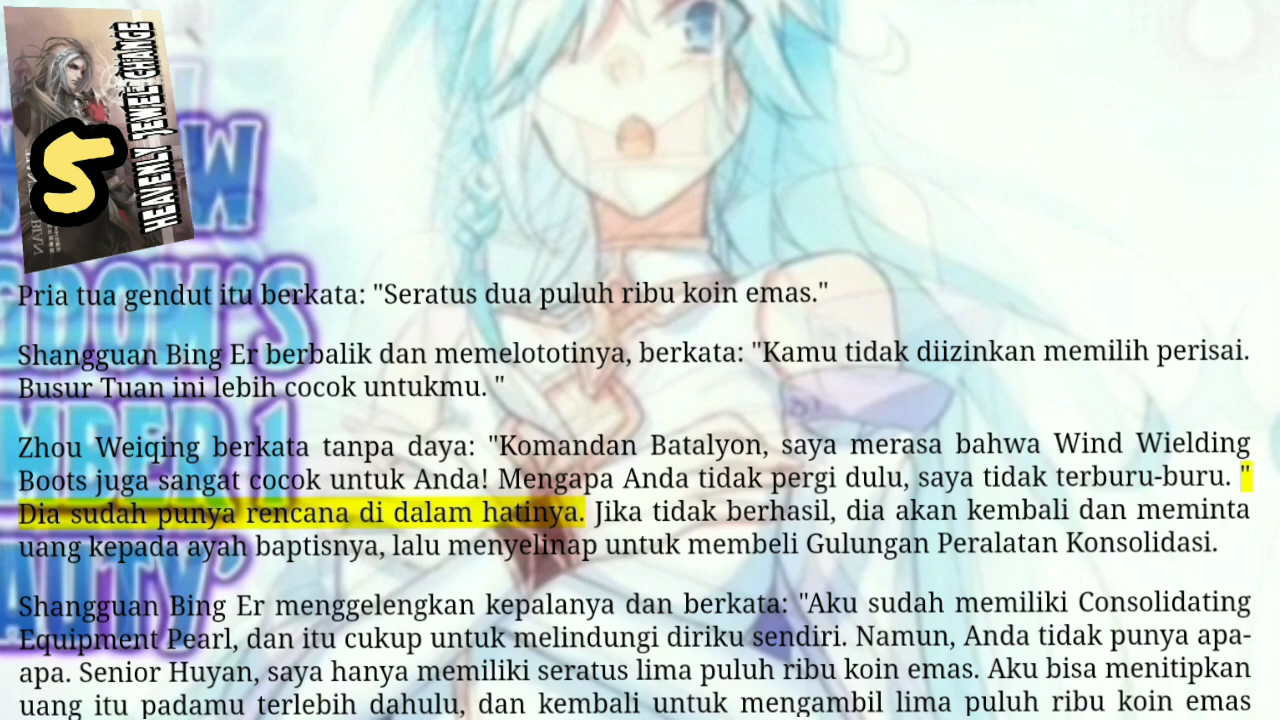 HEAVENLY JEWEL CHANGE
5
BIAN
W
DOM'S
MBER 1
AUTY'
Pria tua gendut itu berkata: "Seratus dua puluh ribu koin emas."
Shangguan Bing Er berbalik dan memelototinya, berkata: "Kamu tidak diizinkan memilih perisai.
Busur Tuan ini lebih cocok untukmu. "
Zhou Weiqing berkata tanpa daya: "Komandan Batalyon, saya merasa bahwa Wind Wielding
Boots juga sangat cocok untuk Anda! Mengapa Anda tidak pergi dulu, saya tidak terburu-buru. "
Dia sudah punya rencana di dalam hatinya. Jika tidak berhasil, dia akan kembali dan meminta
uang kepada ayah baptisnya, lalu menyelinap untuk membeli Gulungan Peralatan Konsolidasi.
Shangguan Bing Er menggelengkan kepalanya dan berkata: "Aku sudah memiliki Consolidating
Equipment Pearl, dan itu cukup untuk melindungi diriku sendiri. Namun, Anda tidak punya apa-
apa. Senior Huyan, saya hanya memiliki seratus lima puluh ribu koin emas. Aku bisa menitipkan
uang itu padamu terlebih dahulu, dan kembali untuk mengambil lima puluh ribu koin emas